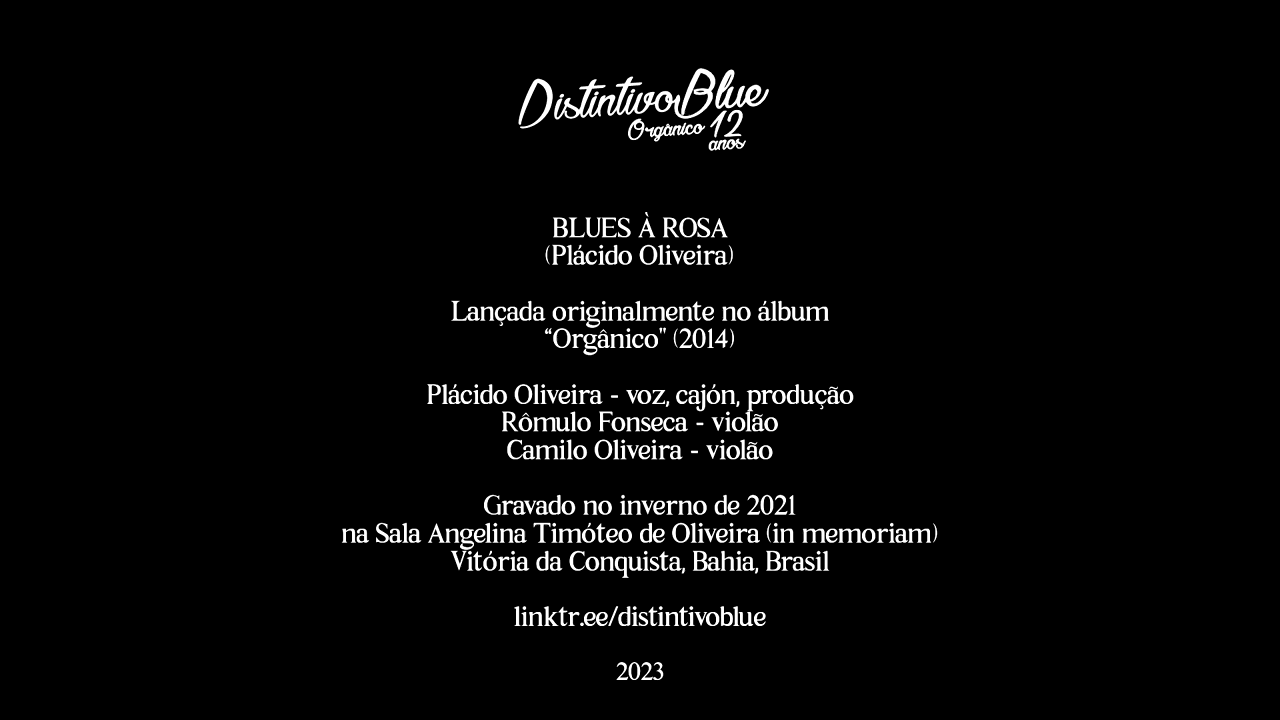 Distintivo Blue
Orgânico 12
anos
BLUES À ROSA
(Plácido Oliveira)
Lançada originalmente no álbum
“Orgânico" (2014)
Plácido Oliveira - voz, cajón, produção
Rômulo Fonseca - violão
Camilo Oliveira - violão
Gravado no inverno de 2021
na Sala Angelina Timóteo de Oliveira (in memoriam)
Vitória da Conquista, Bahia, Brasil
linktr.ee/distintivoblue
2023